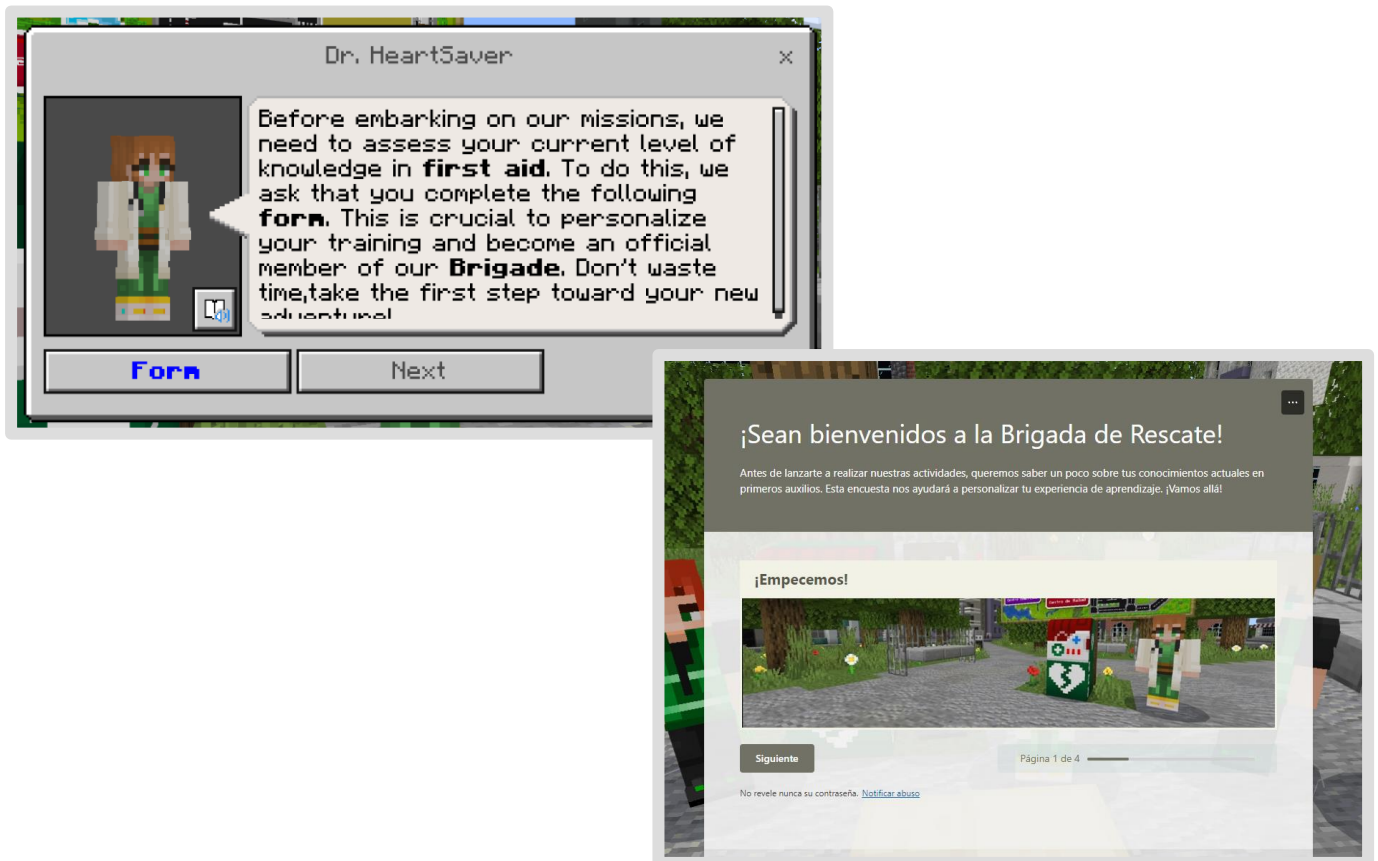 Dr. HeartSaver
Before embarking on our missions, we
need to assess your current level of
knowledge in first aid. To do this, we
ask that you complete the following
form. This is crucial to personalize
your training and become an official
member of our Brigade. Don't waste
time,take the first step toward your new
adventure!
Form
Next
¡Sean bienvenidos a la Brigada de Rescate!
Antes de lanzarte a realizar nuestras actividades, queremos saber un poco sobre tus conocimientos actuales en
primeros auxilios. Esta encuesta nos ayudará a personalizar tu experiencia de aprendizaje. ¡Vamos allá!
¡Empecemos!
Siguiente
Página 1 de 4
No revele nunca su contraseña. Notificar abuso